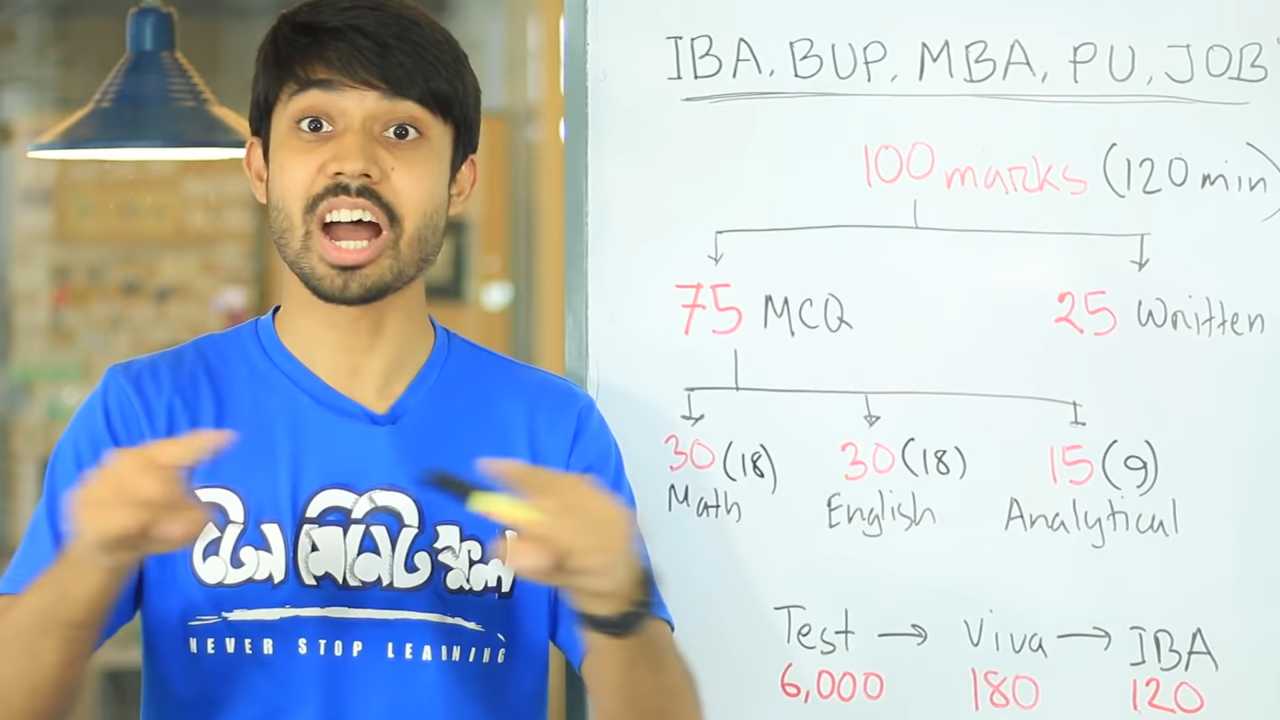 IBA, BUP, MBA, PU, JOB
100 marks (120 min)
75 MCQ
25 Written
30 (18)
Math
30 (18)
English
15 (9)
Analytical
Test → Viva → IBA
6,000 180 120
টেন মিনিট স্কুল
NEVER STOP LEARNING